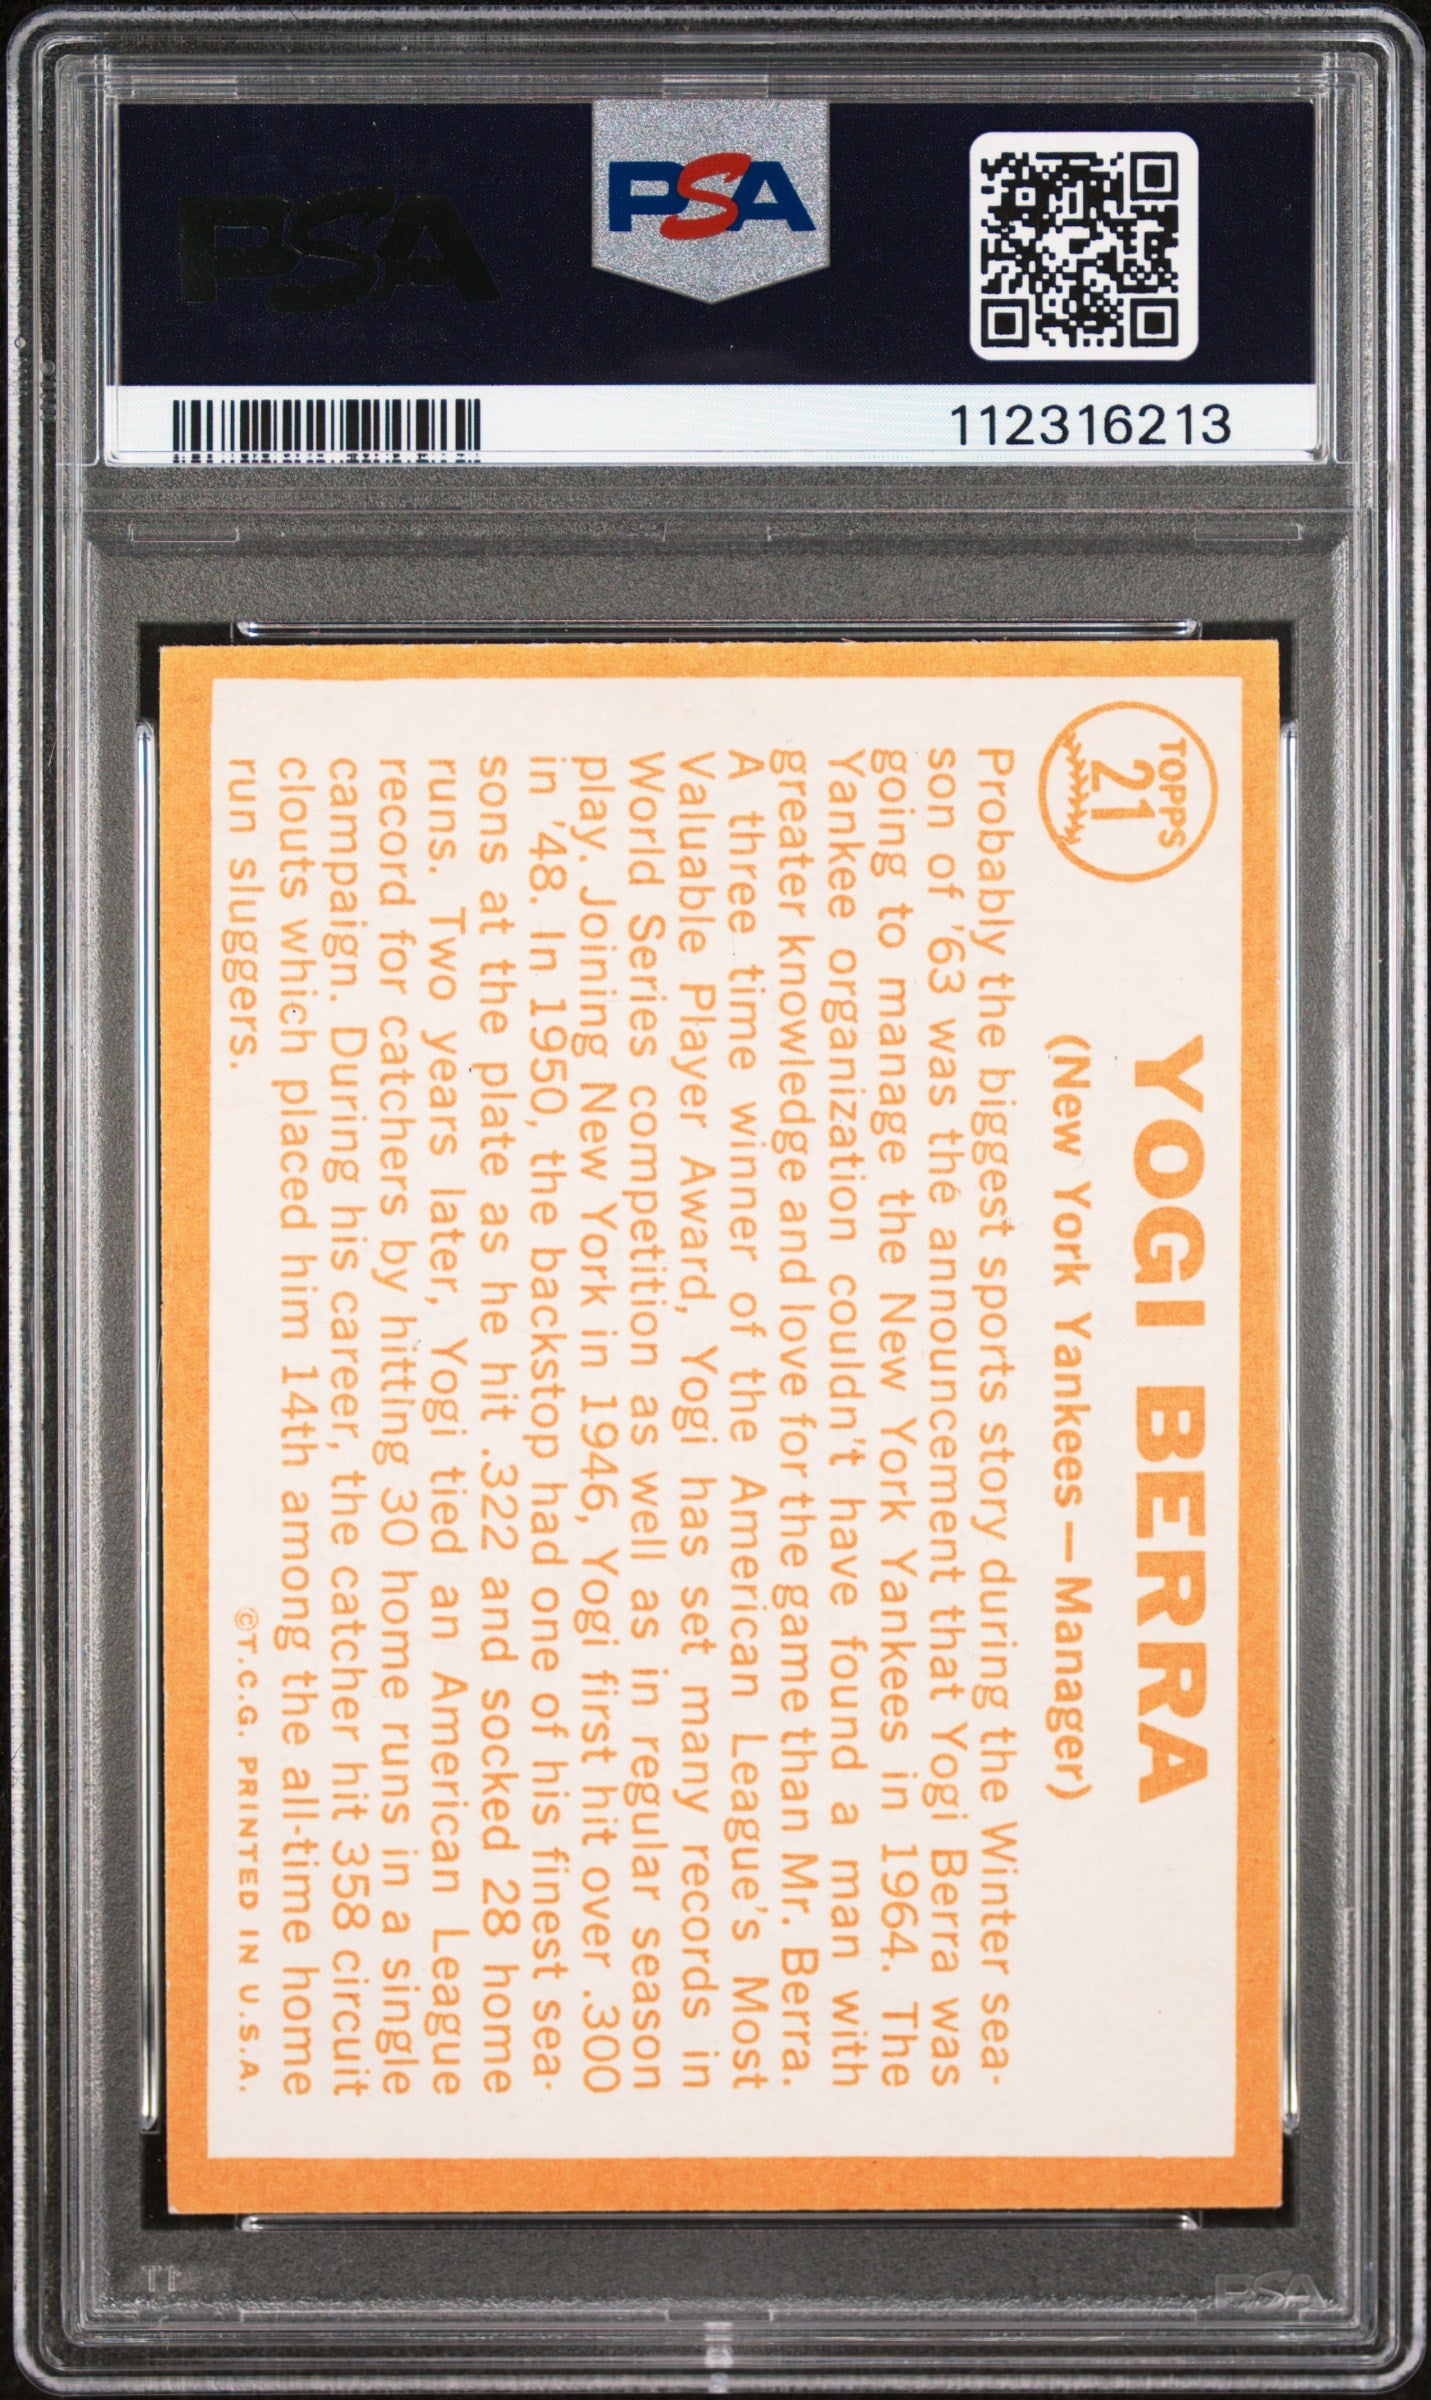 PSA
PSA
112316213
TOPPS
21
YOGI BERRA
(New York Yankees—Manager)
Probably the biggest sports story during the Winter sea-
son of '63 was the announcement that Yogi Berra was
going to manage the New York Yankees in 1964. The
Yankee organization couldn't have found a man with
greater knowledge and love for the game than Mr. Berra.
A three time winner of the American League's Most
Valuable Player Award, Yogi has set many records in
World Series competition as well as in regular season
play. Joining New York in 1946, Yogi first hit over .300
in '48. In 1950, the backstop had one of his finest sea-
sons at the plate as he hit .322 and socked 28 home
runs. Two years later, Yogi tied an American League
record for catchers by hitting 30 home runs in a single
campaign. During his career, the catcher hit 358 circuit
clouts which placed him 14th among the all-time home
run sluggers.
©T.C.G. PRINTED IN U.S.A.
PSA